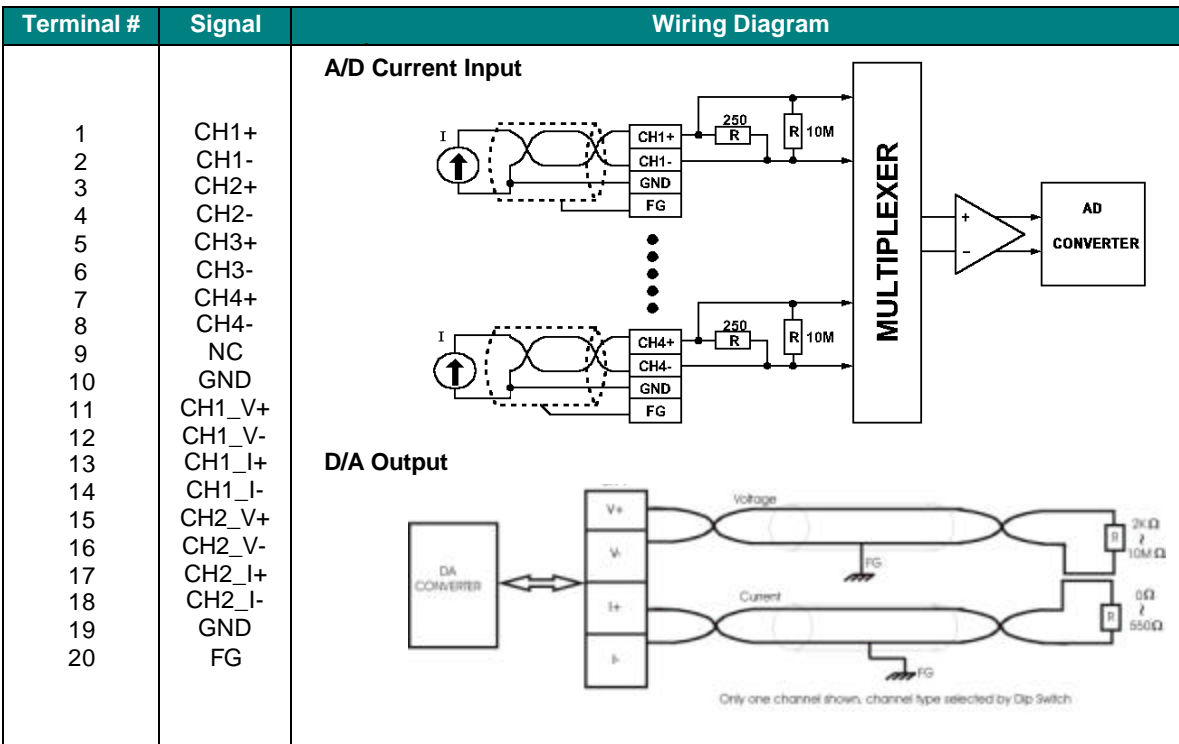 Terminal # Signal Wiring Diagram
1 CH1+
2 CH1-
3 CH2+
4 CH2-
5 CH3+
6 CH3-
7 CH4+
8 CH4-
9 NC
10 GND
11 CH1_V+
12 CH1_V-
13 CH1_I+
14 CH1_I-
15 CH2_V+
16 CH2_V-
17 CH2_I+
18 CH2_I-
19 GND
20 FG
A/D Current Input
I
CH1+
CH1-
GND
FG
250
R
R 10M
I
CH4+
CH4-
GND
FG
250
R
R 10M
MULTIPLEXER
+
−
AD
CONVERTER
D/A Output
DA
CONVERTER
V+
V-
I+
I-
Voltage
FG
R
2KΩ
≀
10MΩ
Current
FG
R
0Ω
≀
550Ω
Only one channel shown, channel type selected by Dip Switch